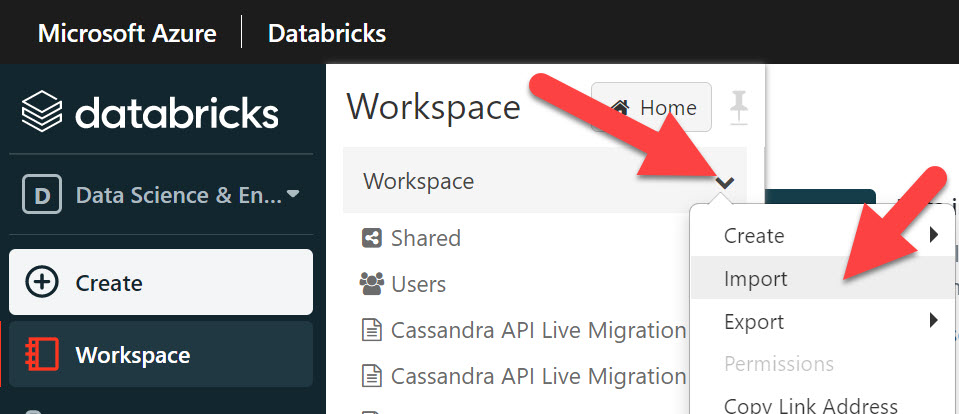 Microsoft Azure Databricks
databricks
Data Science & En...
Create
Workspace
Workspace
Home
Workspace
Shared
Users
Cassandra API Live Migration
Cassandra API Live Migration
Create
Import
Export
Permissions
Copy Link Address